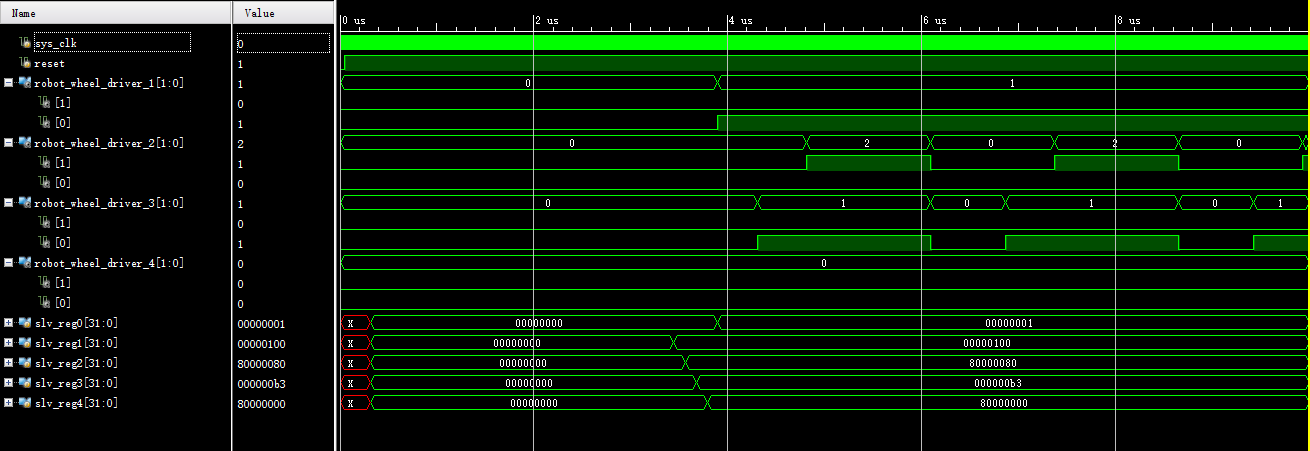 Name Value
0 us 2 us 4 us 6 us 8 us
sys_clk 0
reset 1
robot_wheel_driver_1[1:0] 1 0 1
[1] 0
[0] 1
robot_wheel_driver_2[1:0] 2 0 2 0 2 0
[1] 1
[0] 0
robot_wheel_driver_3[1:0] 1 0 1 0 1 0 1
[1] 0
[0] 1
robot_wheel_driver_4[1:0] 0 0
[1] 0
[0] 0
slv_reg0[31:0] 00000001 X 00000000 00000001
slv_reg1[31:0] 00000100 X 00000000 00000100
slv_reg2[31:0] 80000080 X 00000000 80000080
slv_reg3[31:0] 000000b3 X 00000000 000000b3
slv_reg4[31:0] 80000000 X 00000000 80000000